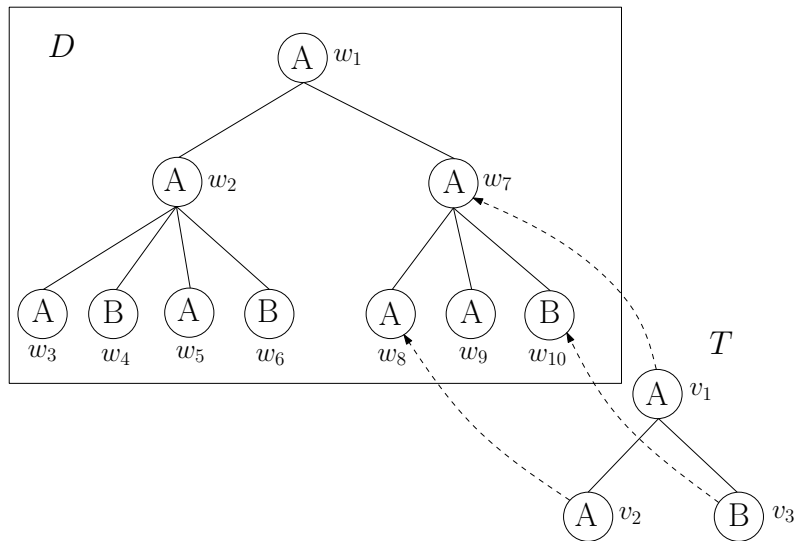 D
A w₁
A w₂ A w₇
A B A B A A B
w₃ w₄ w₅ w₆ w₈ w₉ w₁₀
T
A v₁
A v₂ B v₃